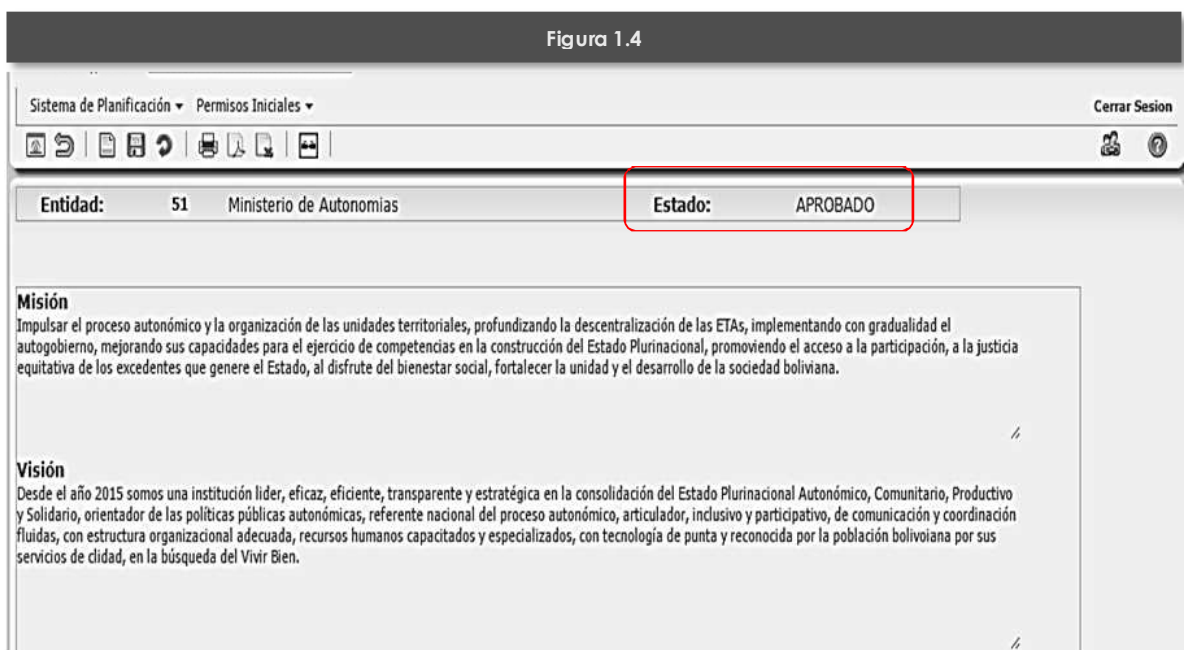 Figura 1.4
Sistema de Planificación ▾ Permisos Iniciales ▾ Cerrar Sesion
Entidad: 51 Ministerio de Autonomias Estado: APROBADO
Misión
Impulsar el proceso autonómico y la organización de las unidades territoriales, profundizando la descentralización de las ETAs, implementando con gradualidad el
autogobierno, mejorando sus capacidades para el ejercicio de competencias en la construcción del Estado Plurinacional, promoviendo el acceso a la participación, a la justicia
equitativa de los excedentes que genere el Estado, al disfrute del bienestar social, fortalecer la unidad y el desarrollo de la sociedad boliviana.
Visión
Desde el año 2015 somos una institución lider, eficaz, eficiente, transparente y estratégica en la consolidación del Estado Plurinacional Autonómico, Comunitario, Productivo
y Solidario, orientador de las políticas públicas autonómicas, referente nacional del proceso autonómico, articulador, inclusivo y participativo, de comunicación y coordinación
fluidas, con estructura organizacional adecuada, recursos humanos capacitados y especializados, con tecnología de punta y reconocida por la población bolivoiana por sus
servicios de clidad, en la búsqueda del Vivir Bien.